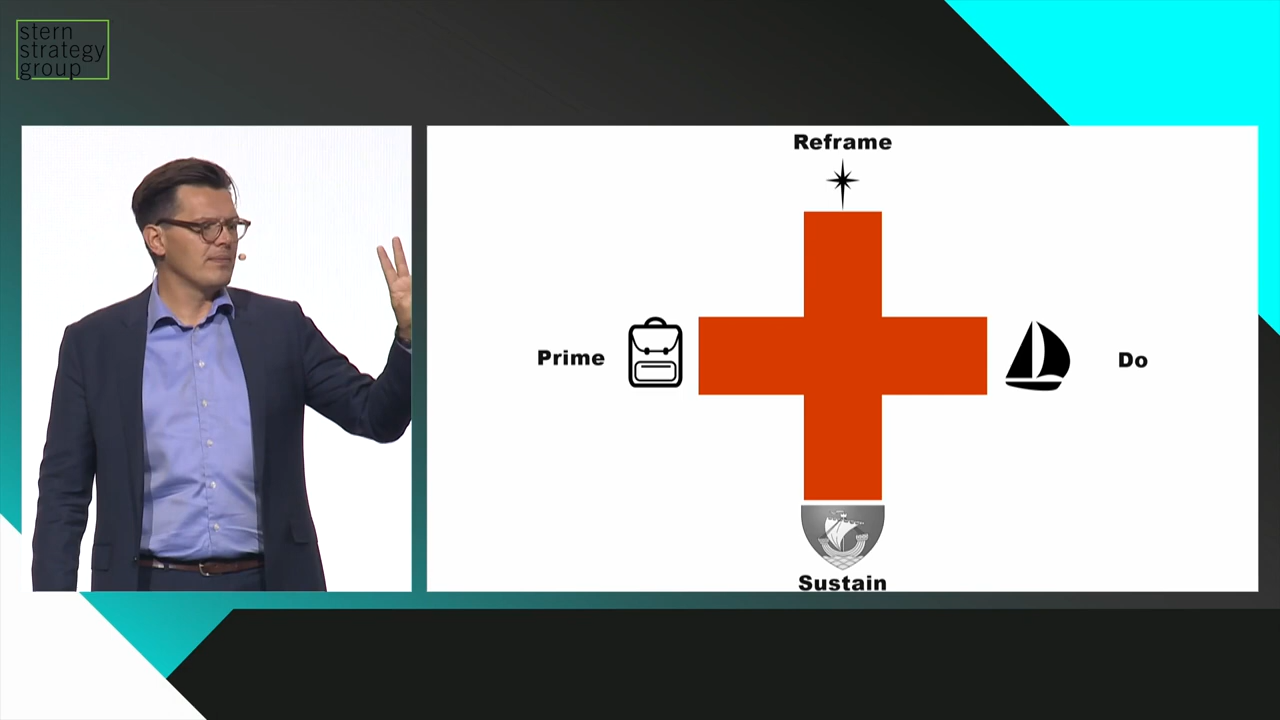 stern
strategy
group
Reframe
Prime
Do
Sustain